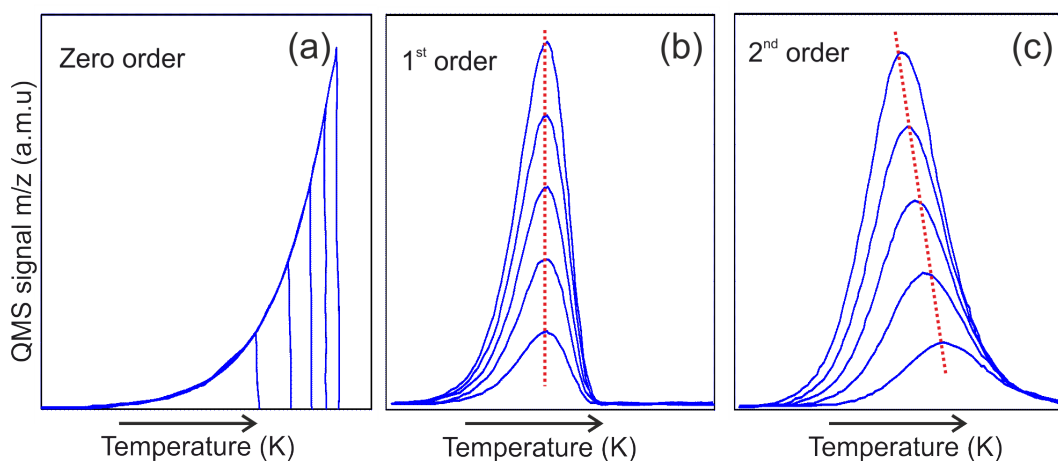 QMS signal m/z (a.m.u)
Zero order
(a)
Temperature (K)
1st order
(b)
Temperature (K)
2nd order
(c)
Temperature (K)